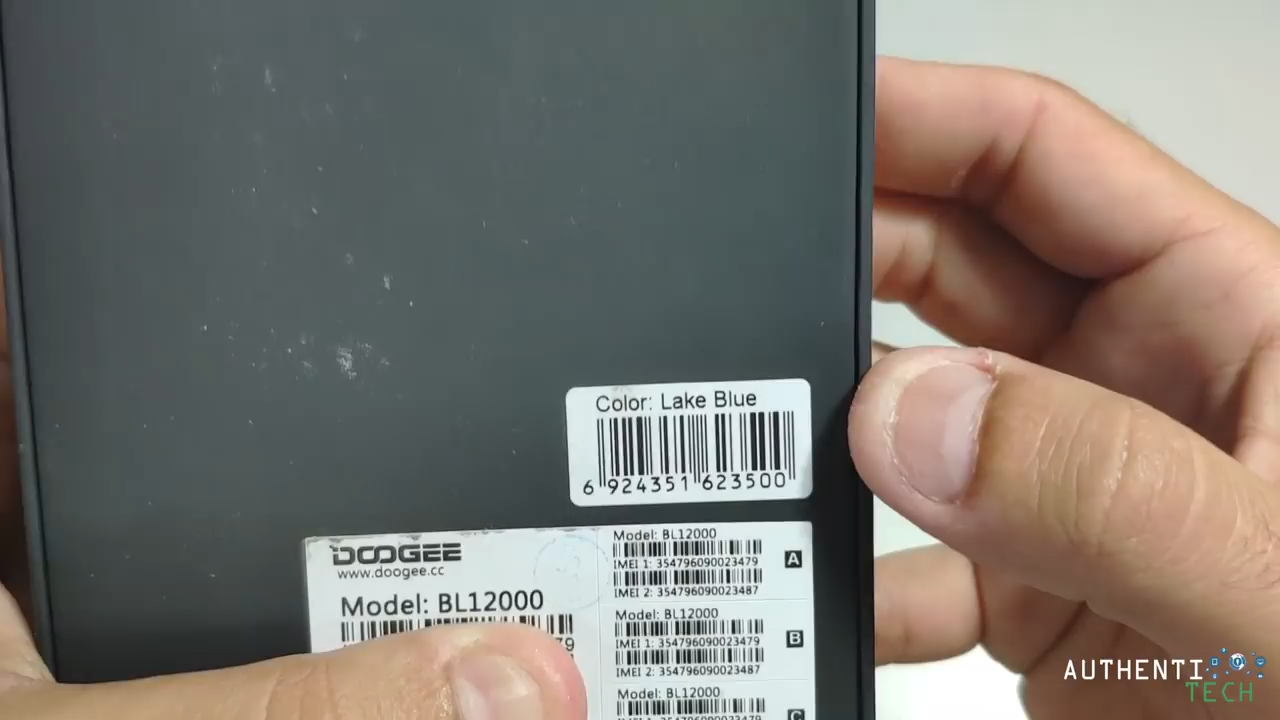 Color: Lake Blue
6 924351 623500
DOOGEE
www.doogee.cc
Model: BL12000
79
Model: BL12000
IMEI 1: 354796090023479
IMEI 2: 354796090023487
A
Model: BL12000
IMEI 1: 354796090023479
IMEI 2: 354796090023487
B
Model: BL12000
C
AUTHENTI
TECH